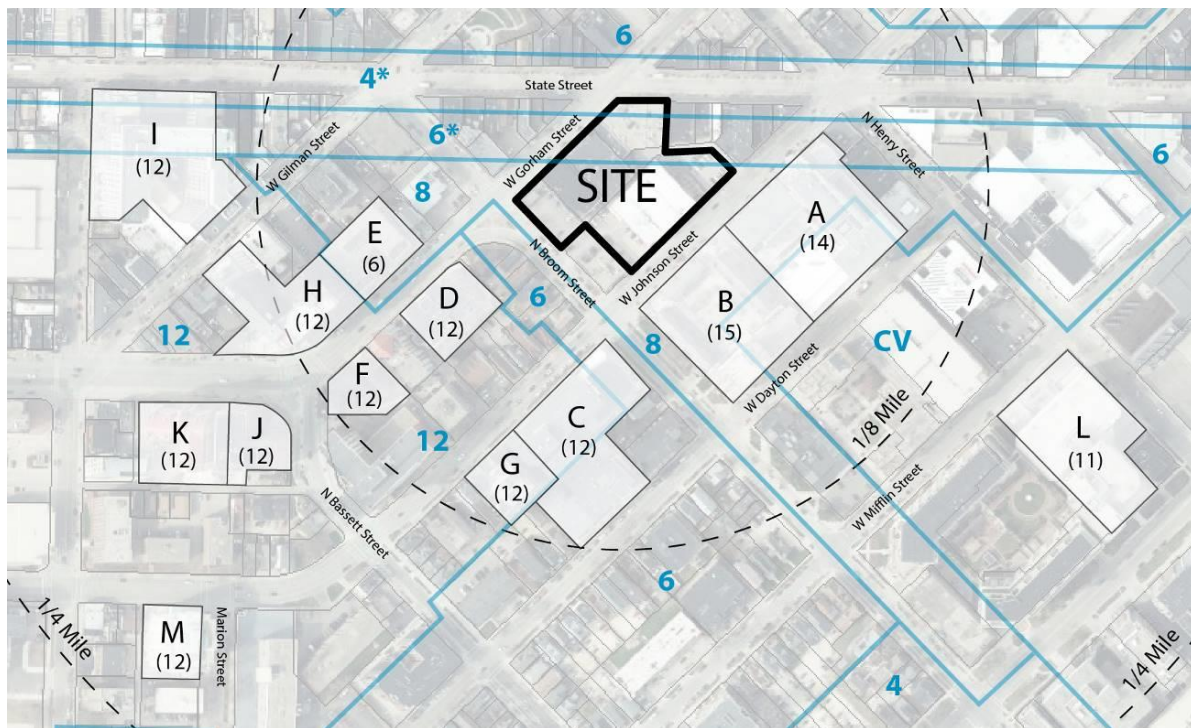 6
4*
State Street
I
(12)
6*
W Gorham Street
N Henry Street
6
W Gilman Street
8
SITE
A
(14)
E
(6)
N Broom Street
W Johnson Street
H
(12)
D
(12)
6
B
(15)
12
8
CV
F
(12)
W Dayton Street
1/8 Mile
C
(12)
L
(11)
K
(12)
J
(12)
12
G
(12)
W Mifflin Street
N Bassett Street
6
1/4 Mile
M
(12)
Marion Street
4
1/4 Mile